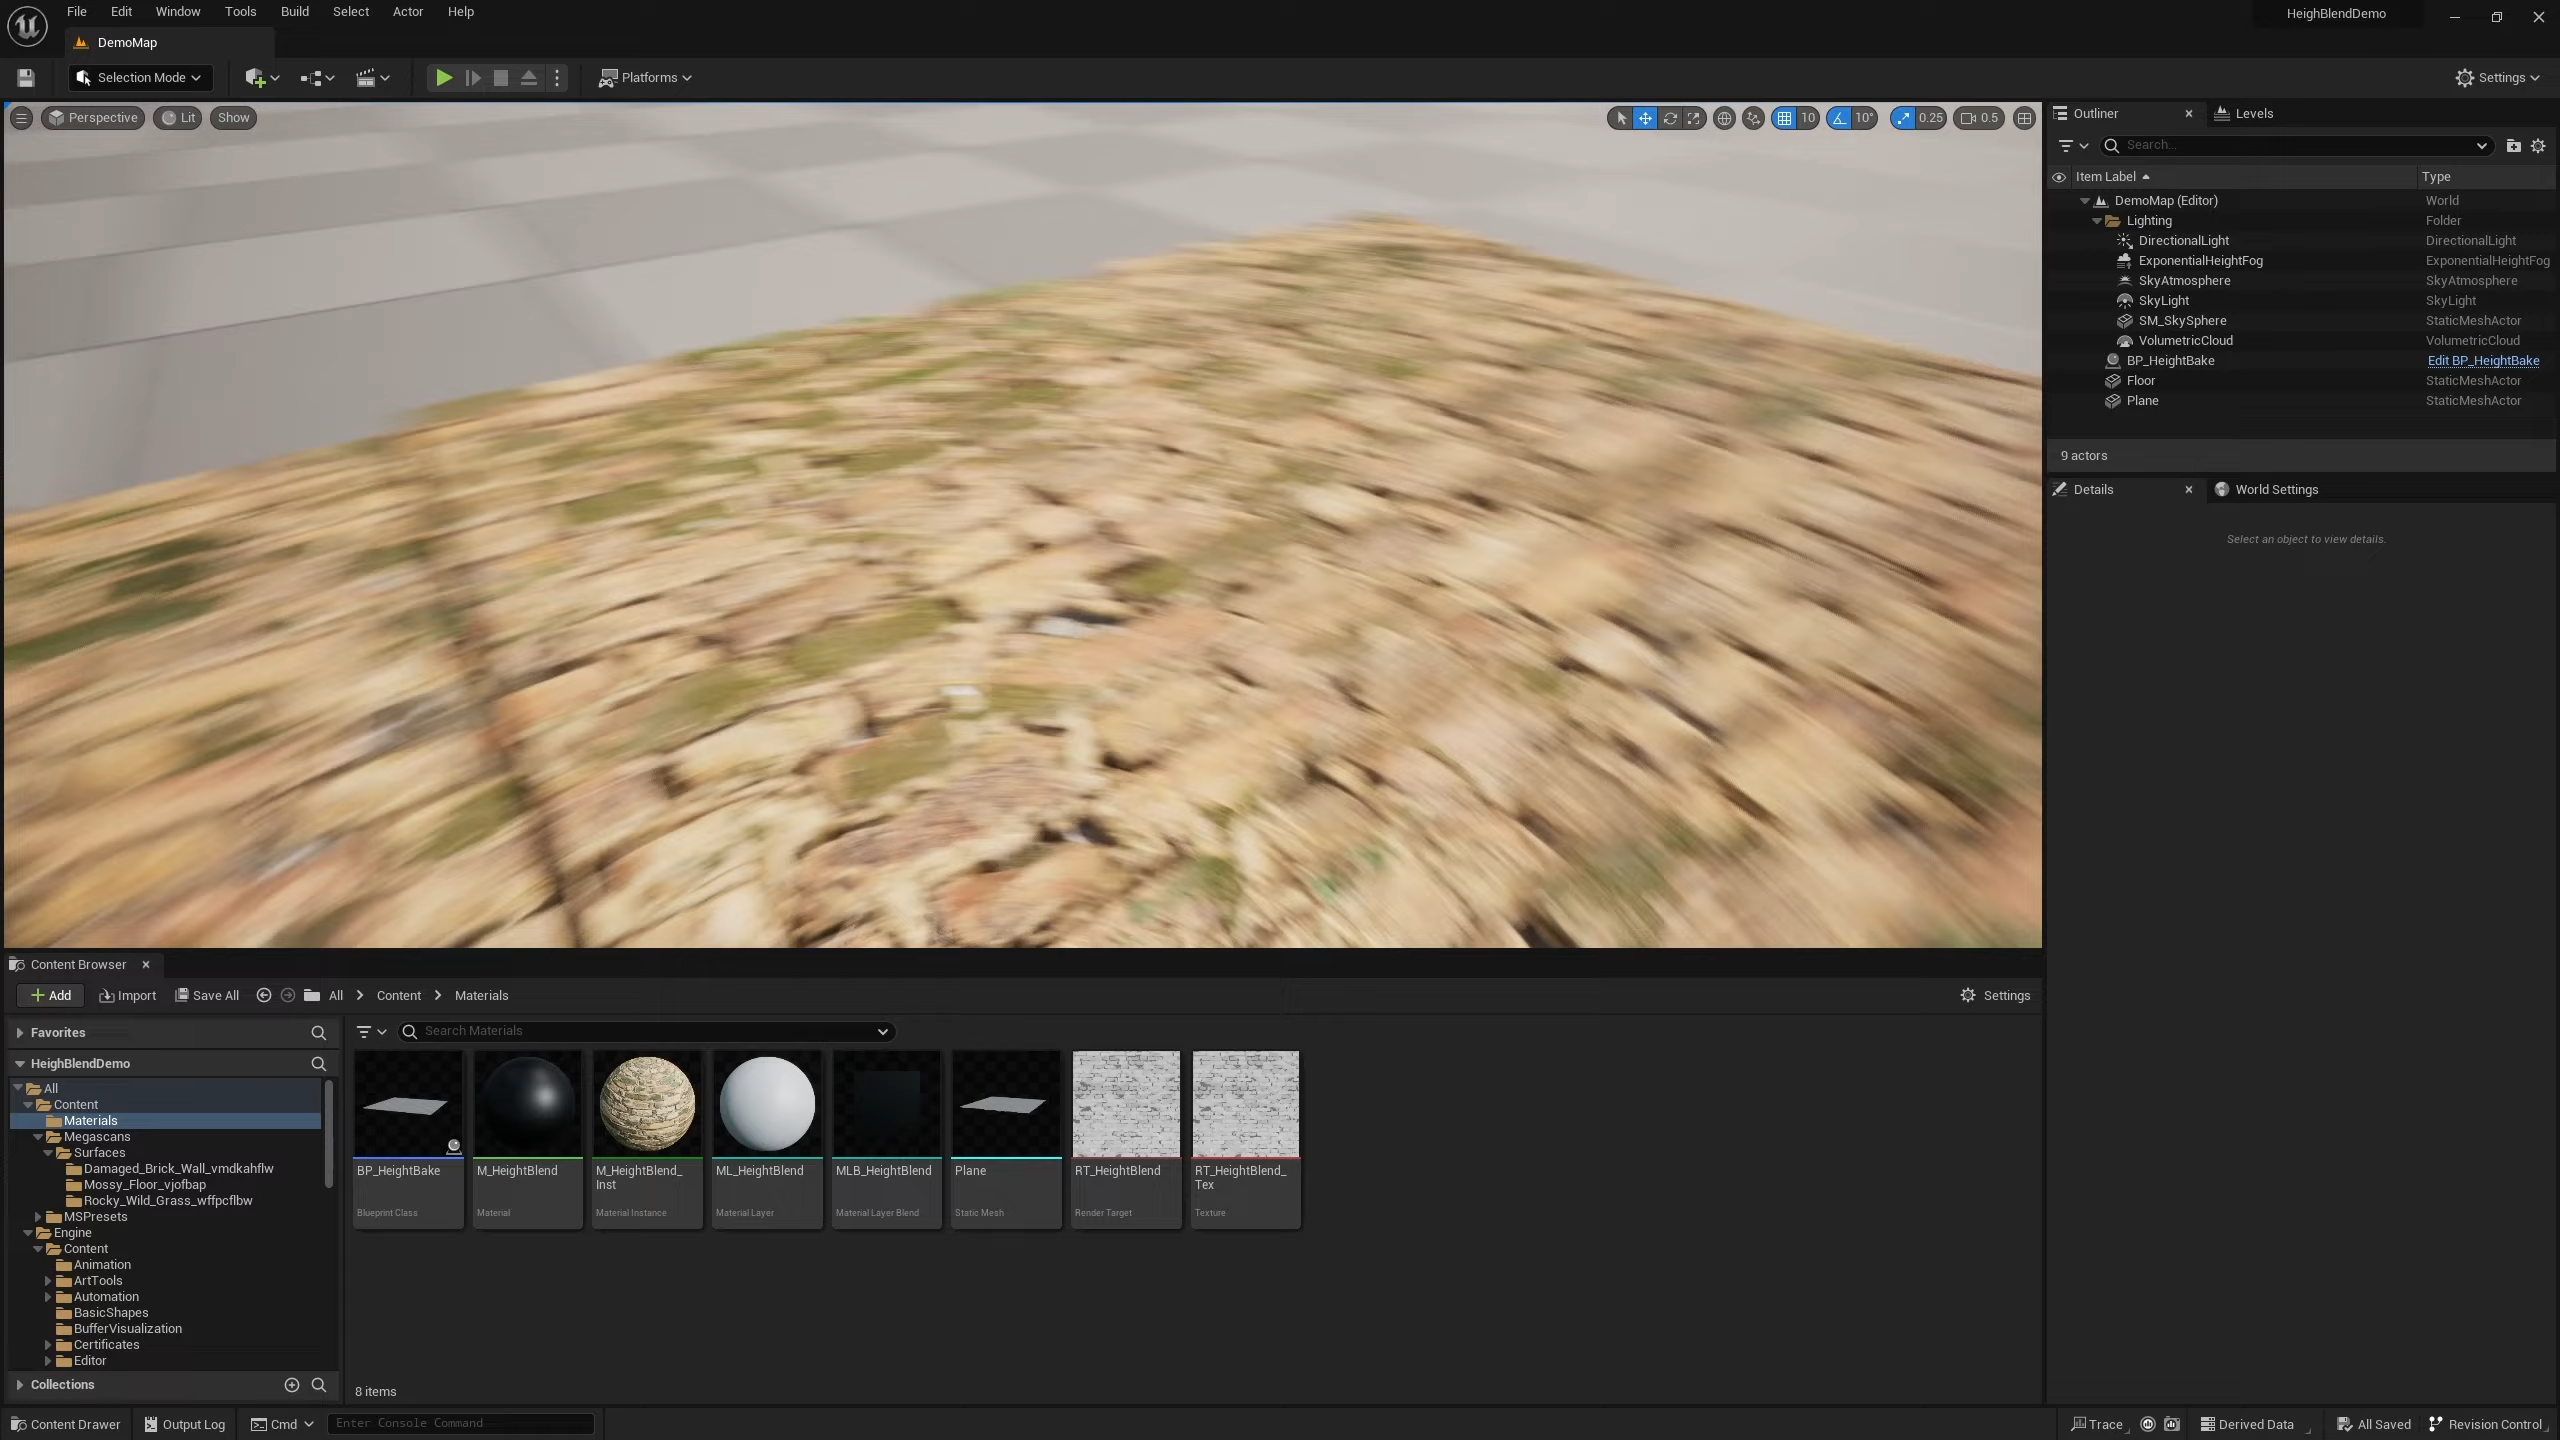 File Edit Window Tools Build Select Actor Help
HeighBlendDemo
DemoMap
Selection Mode
Platforms
Settings
Perspective Lit Show
10 10° 0.25 0.5
Outliner Levels
Search...
Item Label Type
DemoMap (Editor) World
Lighting Folder
DirectionalLight DirectionalLight
ExponentialHeightFog ExponentialHeightFog
SkyAtmosphere SkyAtmosphere
SkyLight SkyLight
SM_SkySphere StaticMeshActor
VolumetricCloud VolumetricCloud
BP_HeightBake Edit BP_HeightBake
Floor StaticMeshActor
Plane StaticMeshActor
9 actors
Details World Settings
Select an object to view details.
Content Browser
Add Import Save All All Content Materials
Settings
Favorites
Search Materials
HeighBlendDemo
All
Content
Materials
Megascans
Surfaces
Damaged_Brick_Wall_vmdkahflw
Mossy_Floor_vjofbap
Rocky_Wild_Grass_wffpcflbw
MSPresets
Engine
Content
Animation
ArtTools
Automation
BasicShapes
BufferVisualization
Certificates
Editor
Collections
BP_HeightBake
Blueprint Class
M_HeightBlend
Material
M_HeightBlend_
Inst
Material Instance
ML_HeightBlend
Material Layer
MLB_HeightBlend
Material Layer Blend
Plane
Static Mesh
RT_HeightBlend
Render Target
RT_HeightBlend_
Tex
Texture
8 items
Content Drawer Output Log Cmd Enter Console Command
Trace Derived Data All Saved Revision Control